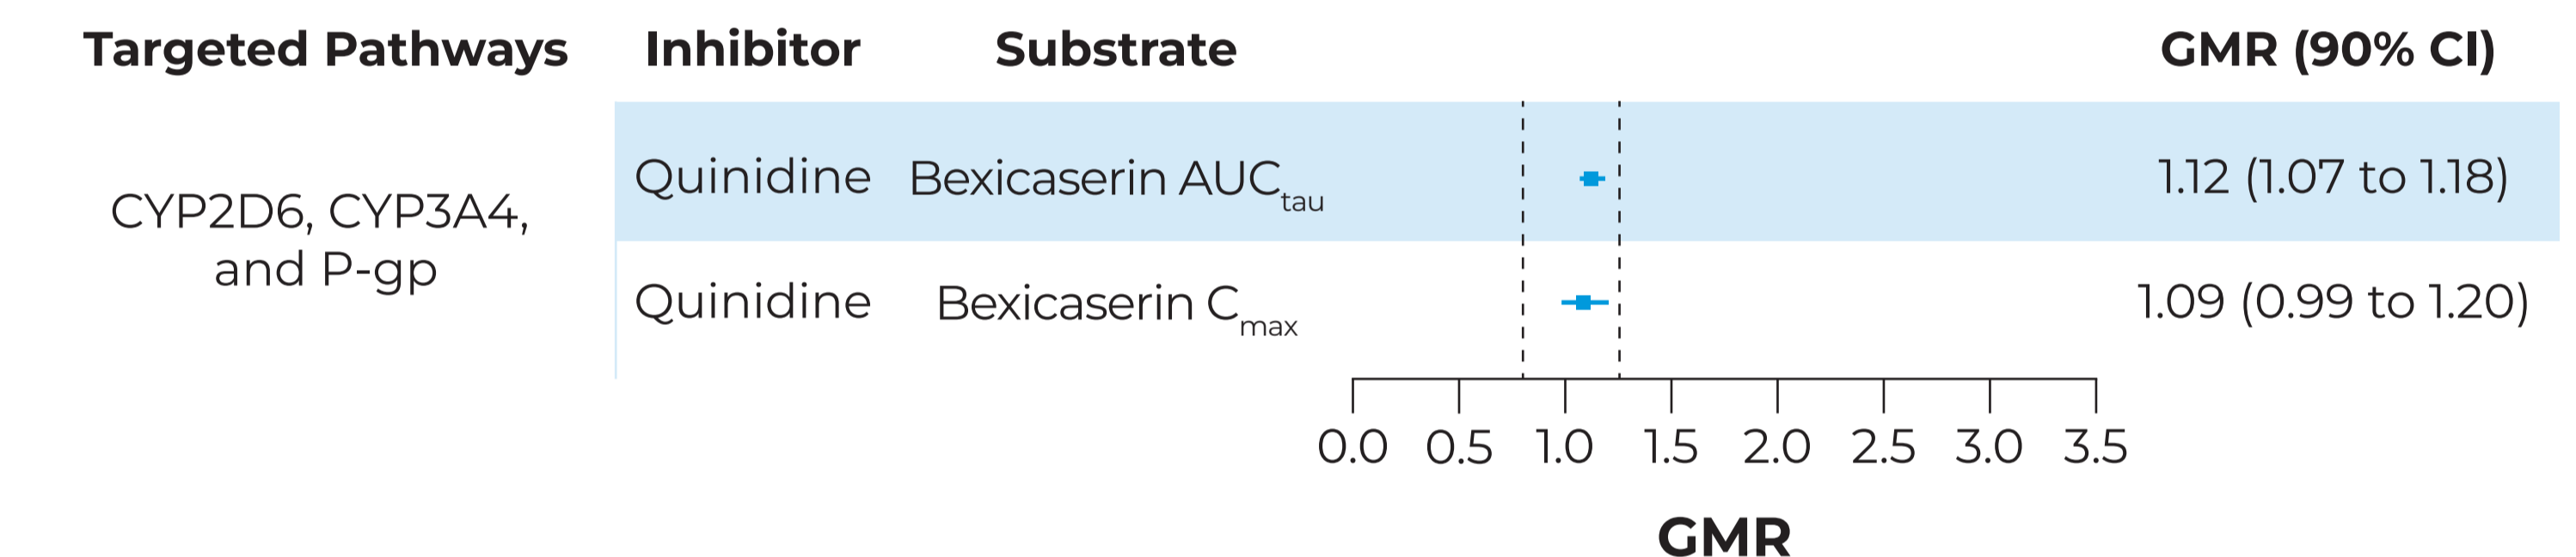 Targeted Pathways Inhibitor Substrate GMR (90% CI)
CYP2D6, CYP3A4,
and P-gp
Quinidine Bexicaserin AUCtau 1.12 (1.07 to 1.18)
Quinidine Bexicaserin Cmax 1.09 (0.99 to 1.20)
0.0 0.5 1.0 1.5 2.0 2.5 3.0 3.5
GMR